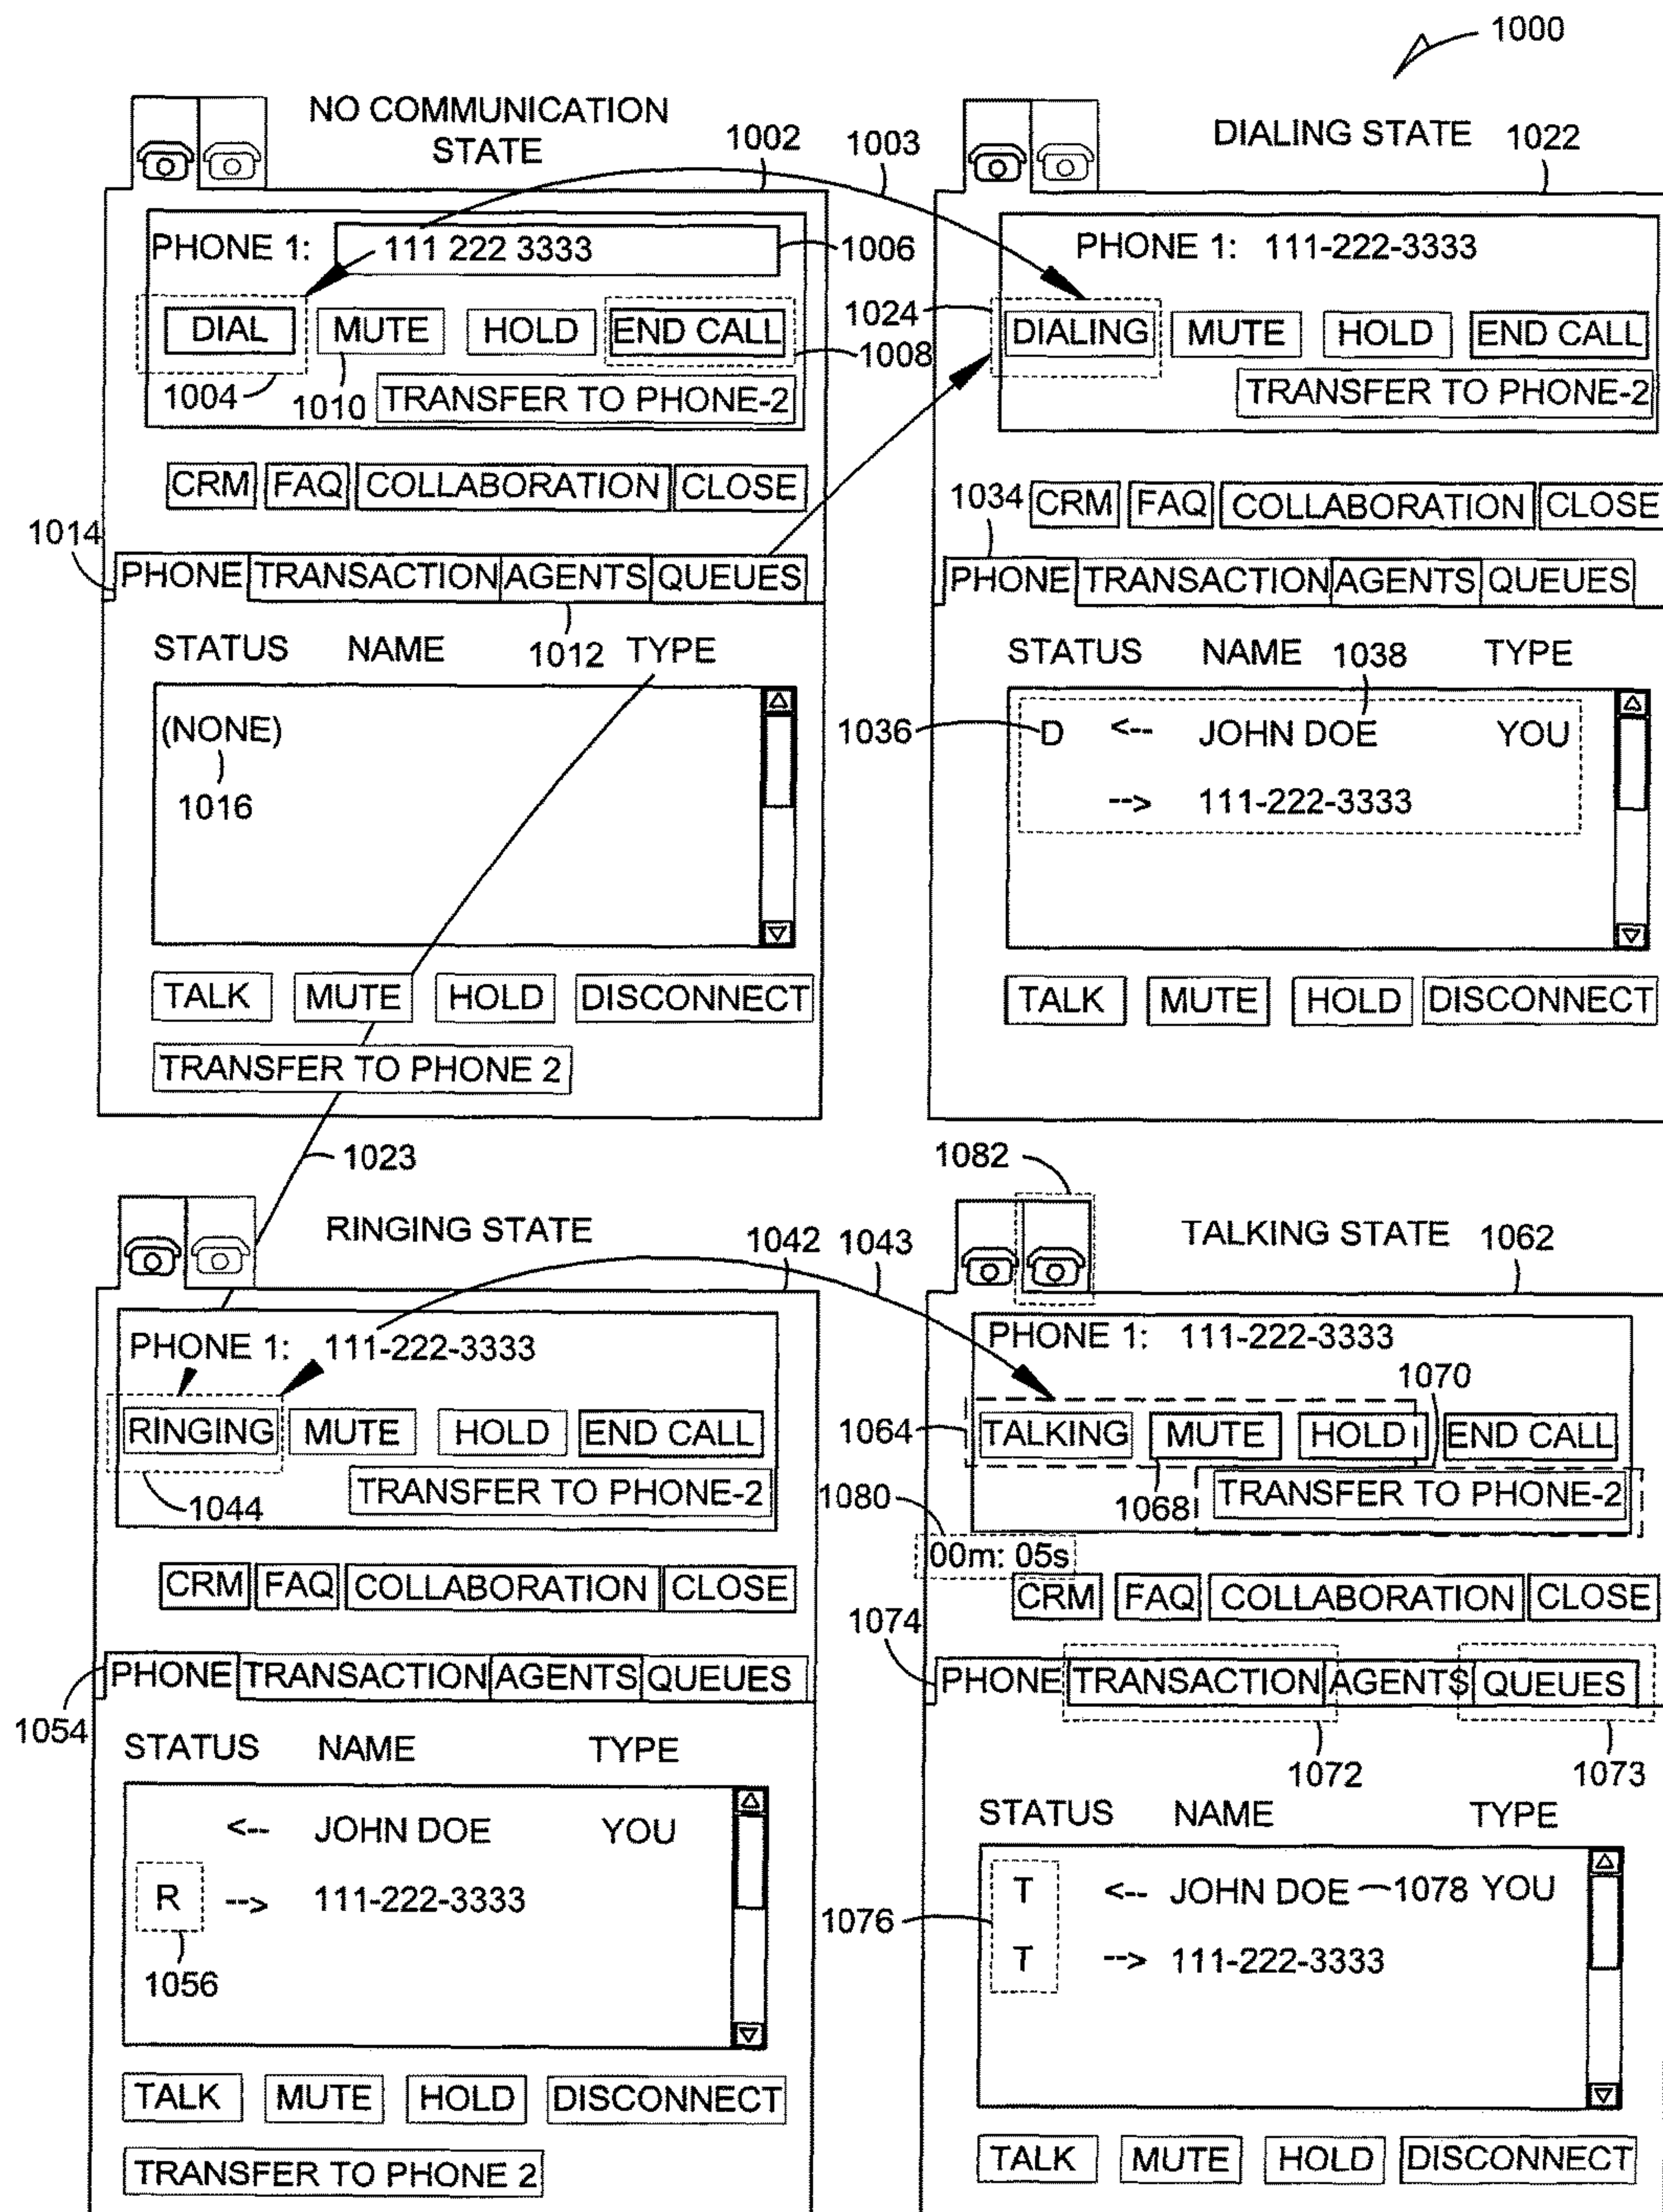 1000
NO COMMUNICATION
STATE
1002
1003
PHONE 1:
111 222 3333
1006
DIAL
MUTE
HOLD
END CALL
1008
1004
1010
TRANSFER TO PHONE-2
CRM
FAQ
COLLABORATION
CLOSE
1014
PHONE
TRANSACTION
AGENTS
QUEUES
STATUS
NAME
1012
TYPE
(NONE)
1016
TALK
MUTE
HOLD
DISCONNECT
TRANSFER TO PHONE 2
1023
DIALING STATE
1022
PHONE 1: 111-222-3333
1024
DIALING
MUTE
HOLD
END CALL
TRANSFER TO PHONE-2
1034
CRM
FAQ
COLLABORATION
CLOSE
PHONE
TRANSACTION
AGENTS
QUEUES
STATUS
NAME
1038
TYPE
1036
D <-- JOHN DOE YOU
--> 111-222-3333
TALK
MUTE
HOLD
DISCONNECT
RINGING STATE
1042
1043
PHONE 1: 111-222-3333
RINGING
MUTE
HOLD
END CALL
1044
TRANSFER TO PHONE-2
CRM
FAQ
COLLABORATION
CLOSE
PHONE
TRANSACTION
AGENTS
QUEUES
1054
STATUS
NAME
TYPE
<-- JOHN DOE YOU
R --> 111-222-3333
1056
TALK
MUTE
HOLD
DISCONNECT
TRANSFER TO PHONE 2
1082
TALKING STATE
1062
PHONE 1: 111-222-3333
1070
1064
TALKING
MUTE
HOLD
END CALL
1080
1068
TRANSFER TO PHONE-2
00m: 05s
CRM
FAQ
COLLABORATION
CLOSE
1074
PHONE
TRANSACTION
AGENTS
QUEUES
1072
1073
STATUS
NAME
TYPE
T <-- JOHN DOE 1078 YOU
1076
T --> 111-222-3333
TALK
MUTE
HOLD
DISCONNECT